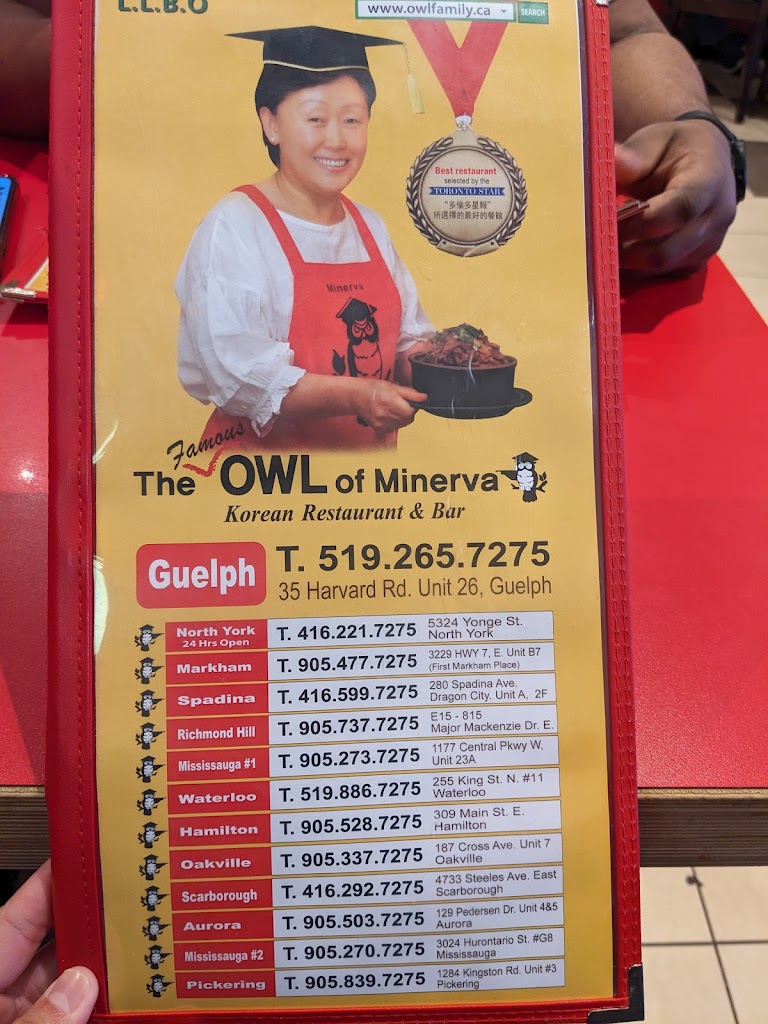 L.L.B.O
www.owlfamily.ca
SEARCH
Best restaurant
selected by the
TORONTO STAR
"多倫多星報"
所選擇的最好的餐館
Minerva
The Famous OWL of Minerva
Korean Restaurant & Bar
Guelph
T. 519.265.7275
35 Harvard Rd. Unit 26, Guelph
North York
24 Hrs Open
T. 416.221.7275
5324 Yonge St.
North York
Markham
T. 905.477.7275
3229 HWY 7, E. Unit B7
(First Markham Place)
Spadina
T. 416.599.7275
280 Spadina Ave.
Dragon City. Unit A, 2F
Richmond Hill
T. 905.737.7275
E15 - 815
Major Mackenzie Dr. E.
Mississauga #1
T. 905.273.7275
1177 Central Pkwy W,
Unit 23A
Waterloo
T. 519.886.7275
255 King St. N. #11
Waterloo
Hamilton
T. 905.528.7275
309 Main St. E.
Hamilton
Oakville
T. 905.337.7275
187 Cross Ave. Unit 7
Oakville
Scarborough
T. 416.292.7275
4733 Steeles Ave. East
Scarborough
Aurora
T. 905.503.7275
129 Pedersen Dr. Unit 4&5
Aurora
Mississauga #2
T. 905.270.7275
3024 Hurontario St. #G8
Mississauga
Pickering
T. 905.839.7275
1284 Kingston Rd. Unit #3
Pickering